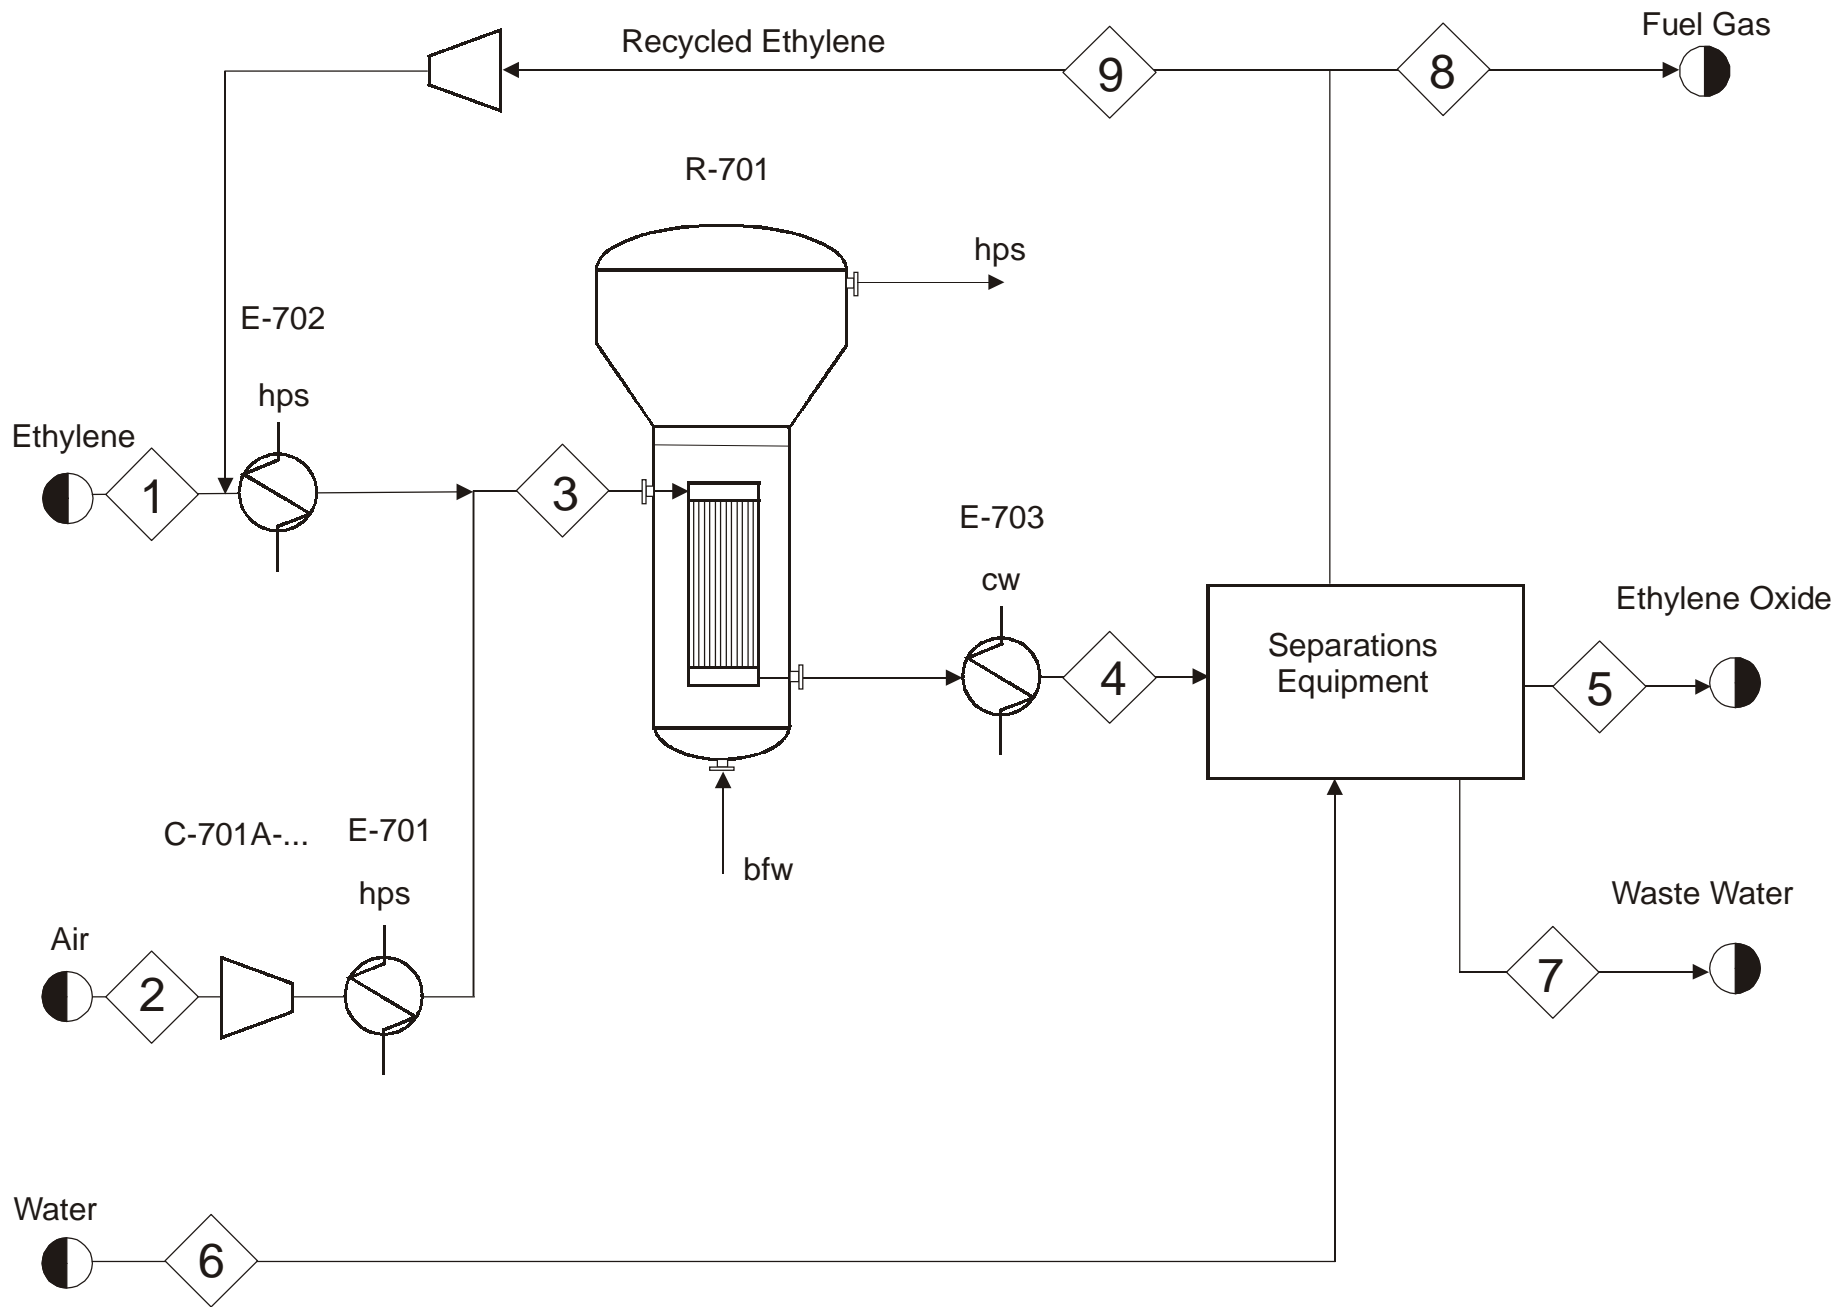 Fuel Gas
Recycled Ethylene
9
8
R-701
hps
E-702
hps
Ethylene
1
3
E-703
cw
Ethylene Oxide
Separations
Equipment
4
5
C-701A-...
E-701
bfw
hps
Waste Water
Air
2
7
Water
6